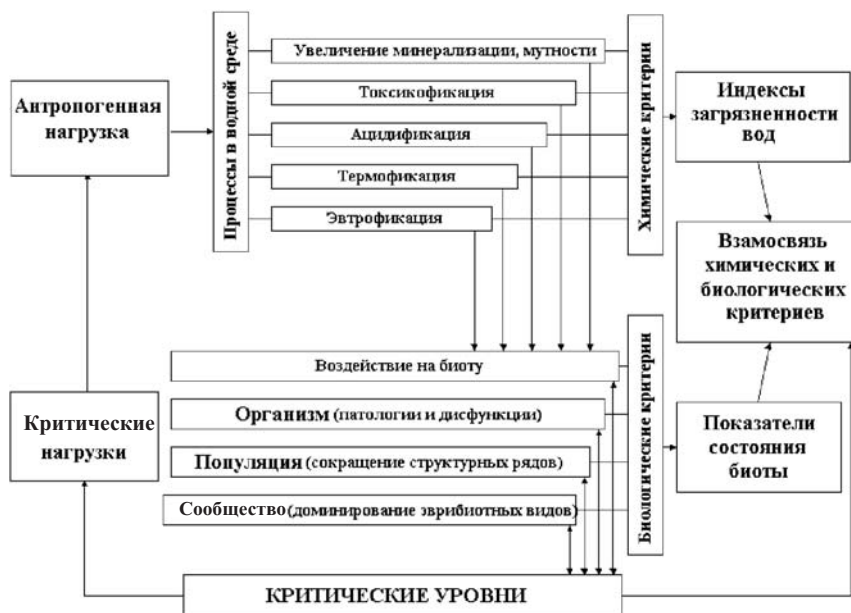 Антропогенная
нагрузка
Процессы в водной среде
Увеличение минерализации, мутности
Токсикофикация
Ацидификация
Термофикация
Эвтрофикация
Химические критерии
Индексы
загрязненности
вод
Взамосвязь
химических и
биологических
критериев
Воздействие на биоту
Организм (патологии и дисфункции)
Популяция (сокращение структурных рядов)
Сообщество (доминирование эврибиотных видов)
Биологические критерии
Показатели
состояния
биоты
Критические
нагрузки
КРИТИЧЕСКИЕ УРОВНИ